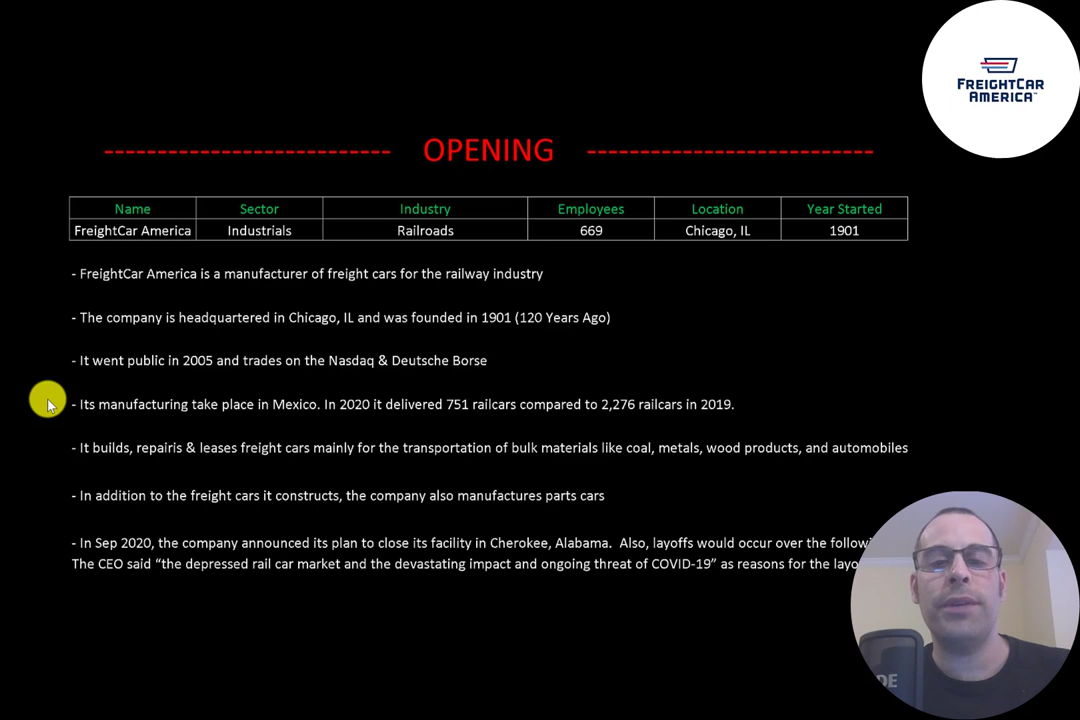 FREIGHTCAR
AMERICA™
-------------------------- OPENING --------------------------
Name Sector Industry Employees Location Year Started
FreightCar America Industrials Railroads 669 Chicago, IL 1901
- FreightCar America is a manufacturer of freight cars for the railway industry
- The company is headquartered in Chicago, IL and was founded in 1901 (120 Years Ago)
- It went public in 2005 and trades on the Nasdaq & Deutsche Borse
- Its manufacturing take place in Mexico. In 2020 it delivered 751 railcars compared to 2,276 railcars in 2019.
- It builds, repairis & leases freight cars mainly for the transportation of bulk materials like coal, metals, wood products, and automobiles
- In addition to the freight cars it constructs, the company also manufactures parts cars
- In Sep 2020, the company announced its plan to close its facility in Cherokee, Alabama. Also, layoffs would occur over the
The CEO said “the depressed rail car market and the devastating impact and ongoing threat of COVID-19” as reasons for the